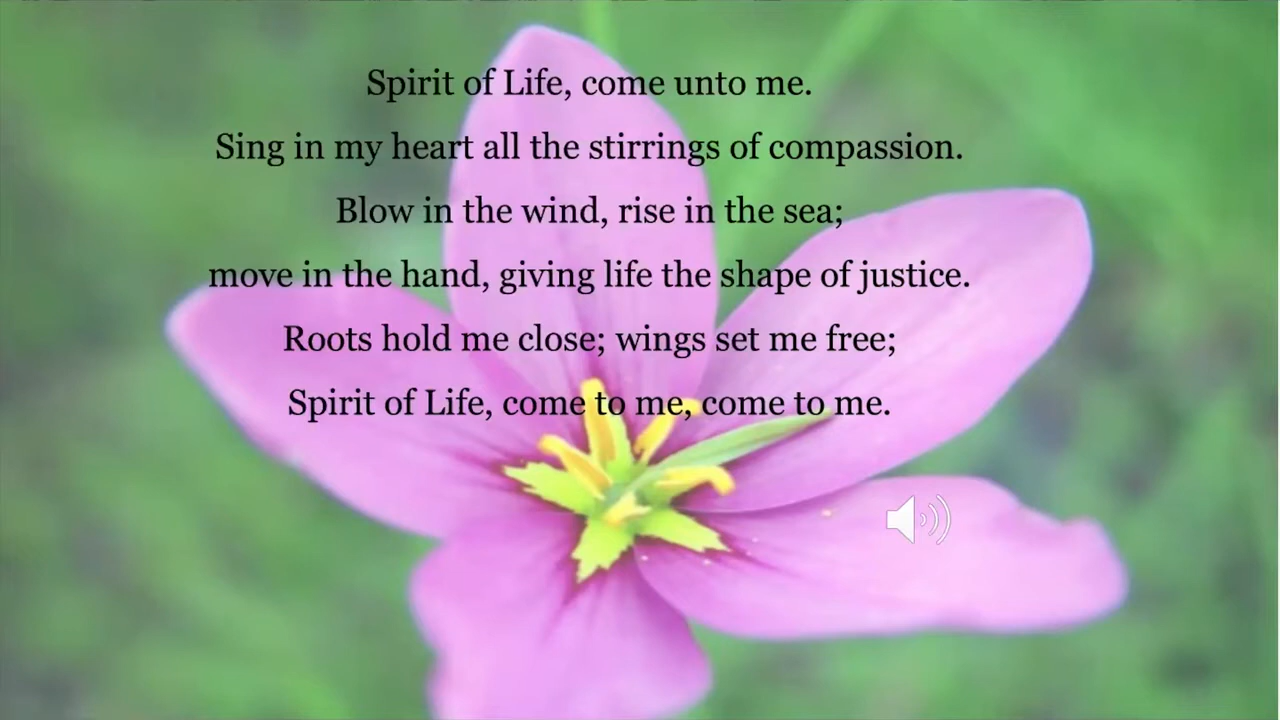 Spirit of Life, come unto me.
Sing in my heart all the stirrings of compassion.
Blow in the wind, rise in the sea;
move in the hand, giving life the shape of justice.
Roots hold me close; wings set me free;
Spirit of Life, come to me, come to me.